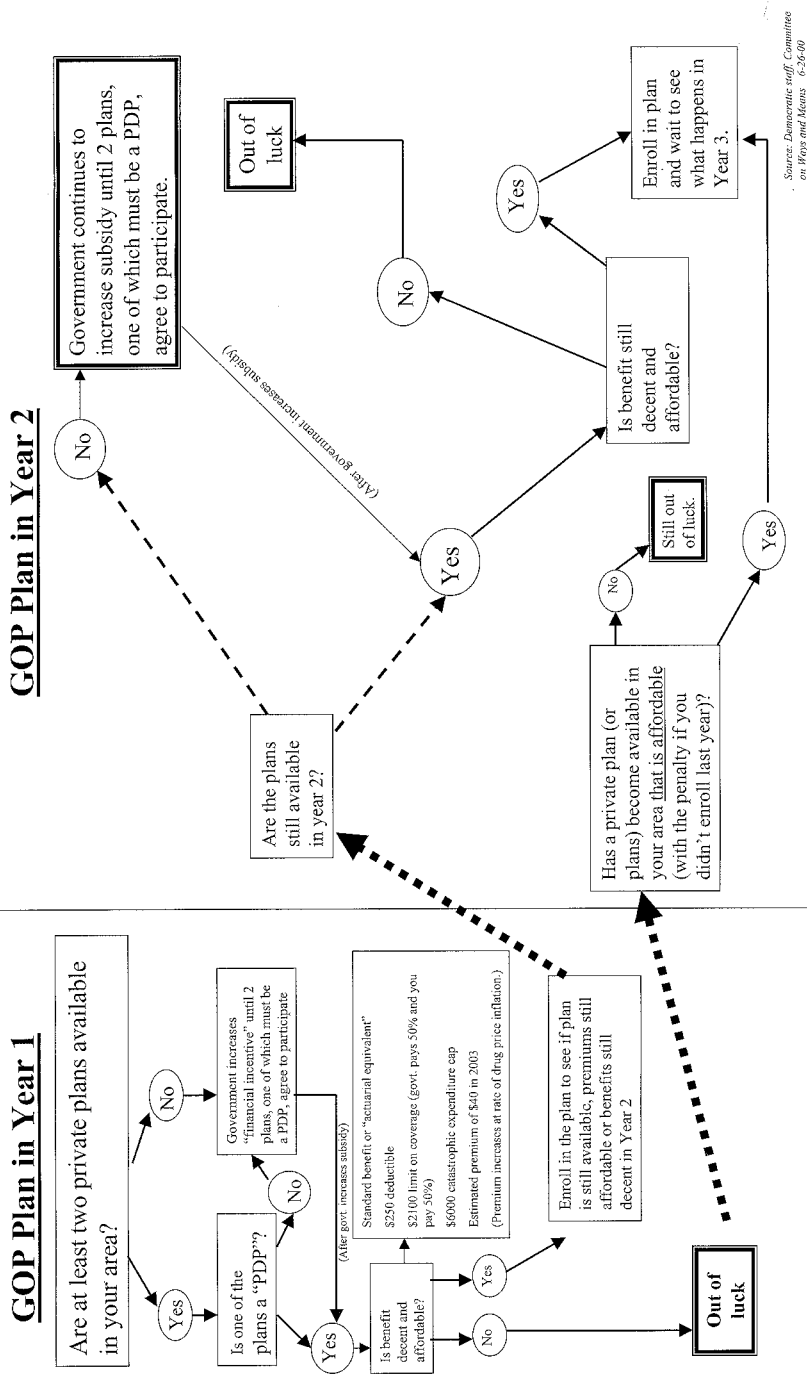 GOP Plan in Year 1
Are at least two private plans available
in your area?
Yes
No
Is one of the
plans a “PDP”?
No
Government increases
“financial incentive” until 2
plans, one of which must be
a PDP, agree to participate
(After govt. increases subsidy)
Yes
Is benefit
decent and
affordable?
Standard benefit or “actuarial equivalent”
$250 deductible
$2100 limit on coverage (govt. pays 50% and you
pay 50%)
$6000 catastrophic expenditure cap
Estimated premium of $40 in 2003
(Premium increases at rate of drug price inflation.)
No
Yes
Enroll in the plan to see if plan
is still available, premiums still
affordable or benefits still
decent in Year 2
Out of
luck
GOP Plan in Year 2
Are the plans
still available
in year 2?
No
Government continues to
increase subsidy until 2 plans,
one of which must be a PDP,
agree to participate.
(After government increases subsidy)
Yes
Is benefit still
decent and
affordable?
No
Out of
luck
Yes
Enroll in plan
and wait to see
what happens in
Year 3.
Has a private plan (or
plans) become available in
your area that is affordable
(with the penalty if you
didn’t enroll last year)?
No
Still out
of luck.
Yes
Source: Democratic staff, Committee
on Ways and Means 6-26-00